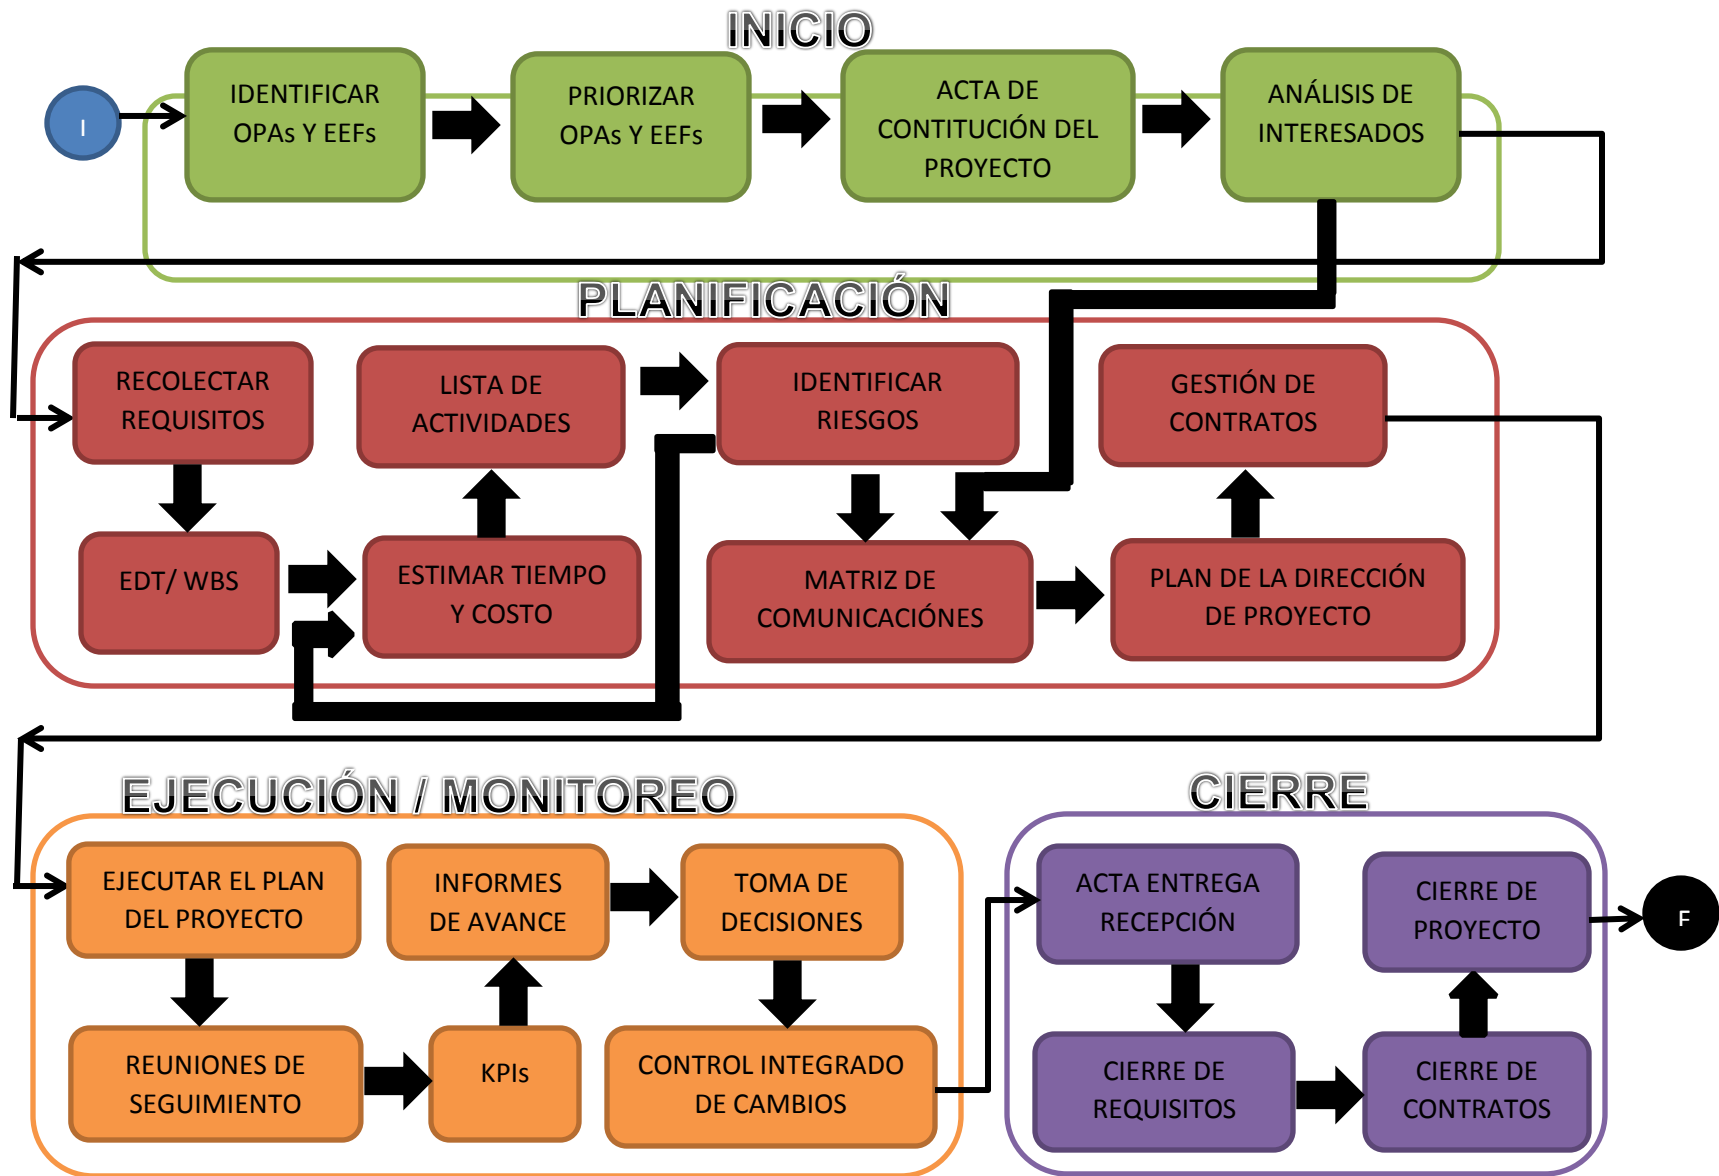 INICIO
I
IDENTIFICAR
OPAs Y EEFs
PRIORIZAR
OPAs Y EEFs
ACTA DE
CONTITUCIÓN DEL
PROYECTO
ANÁLISIS DE
INTERESADOS
PLANIFICACIÓN
RECOLECTAR
REQUISITOS
LISTA DE
ACTIVIDADES
IDENTIFICAR
RIESGOS
GESTIÓN DE
CONTRATOS
EDT/ WBS
ESTIMAR TIEMPO
Y COSTO
MATRIZ DE
COMUNICACIÓNES
PLAN DE LA DIRECCIÓN
DE PROYECTO
EJECUCIÓN / MONITOREO
EJECUTAR EL PLAN
DEL PROYECTO
INFORMES
DE AVANCE
TOMA DE
DECISIONES
REUNIONES DE
SEGUIMIENTO
KPIs
CONTROL INTEGRADO
DE CAMBIOS
CIERRE
ACTA ENTREGA
RECEPCIÓN
CIERRE DE
PROYECTO
F
CIERRE DE
REQUISITOS
CIERRE DE
CONTRATOS